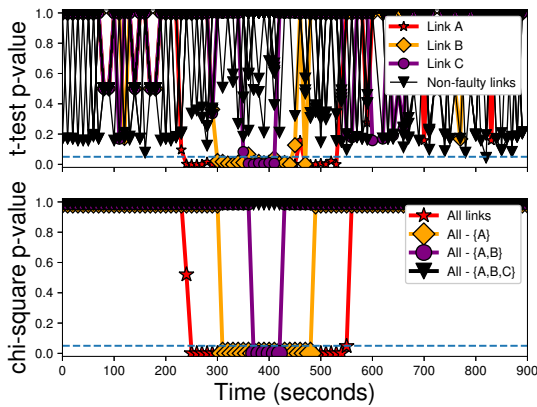 t-test p-value
1.0
0.8
0.6
0.4
0.2
0.0
Link A
Link B
Link C
Non-faulty links
chi-square p-value
1.0
0.8
0.6
0.4
0.2
0.0
All links
All - {A}
All - {A,B}
All - {A,B,C}
0 100 200 300 400 500 600 700 800 900
Time (seconds)